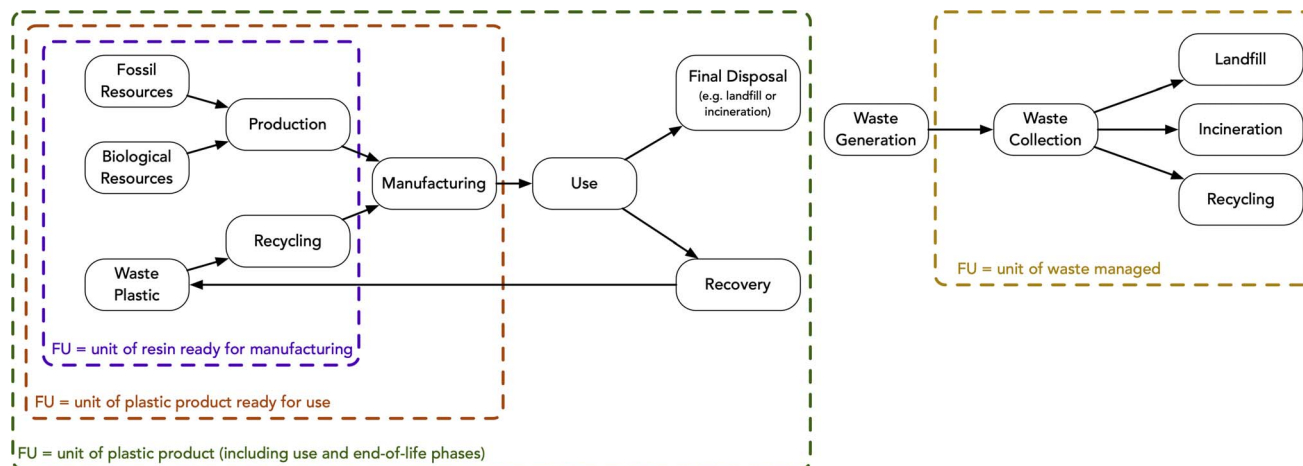 Fossil
Resources
Biological
Resources
Production
Waste
Plastic
Recycling
Manufacturing
Use
Final Disposal
(e.g. landfill or
incineration)
Recovery
FU = unit of resin ready for manufacturing
FU = unit of plastic product ready for use
FU = unit of plastic product (including use and end-of-life phases)
Waste
Generation
Waste
Collection
Landfill
Incineration
Recycling
FU = unit of waste managed